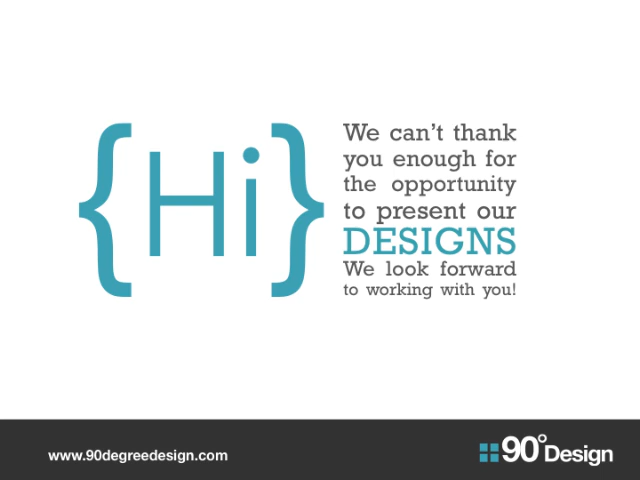 {Hi}
We can't thank
you enough for
the opportunity
to present our
DESIGNS
We look forward
to working with you!
www.90degreedesign.com
90°Design